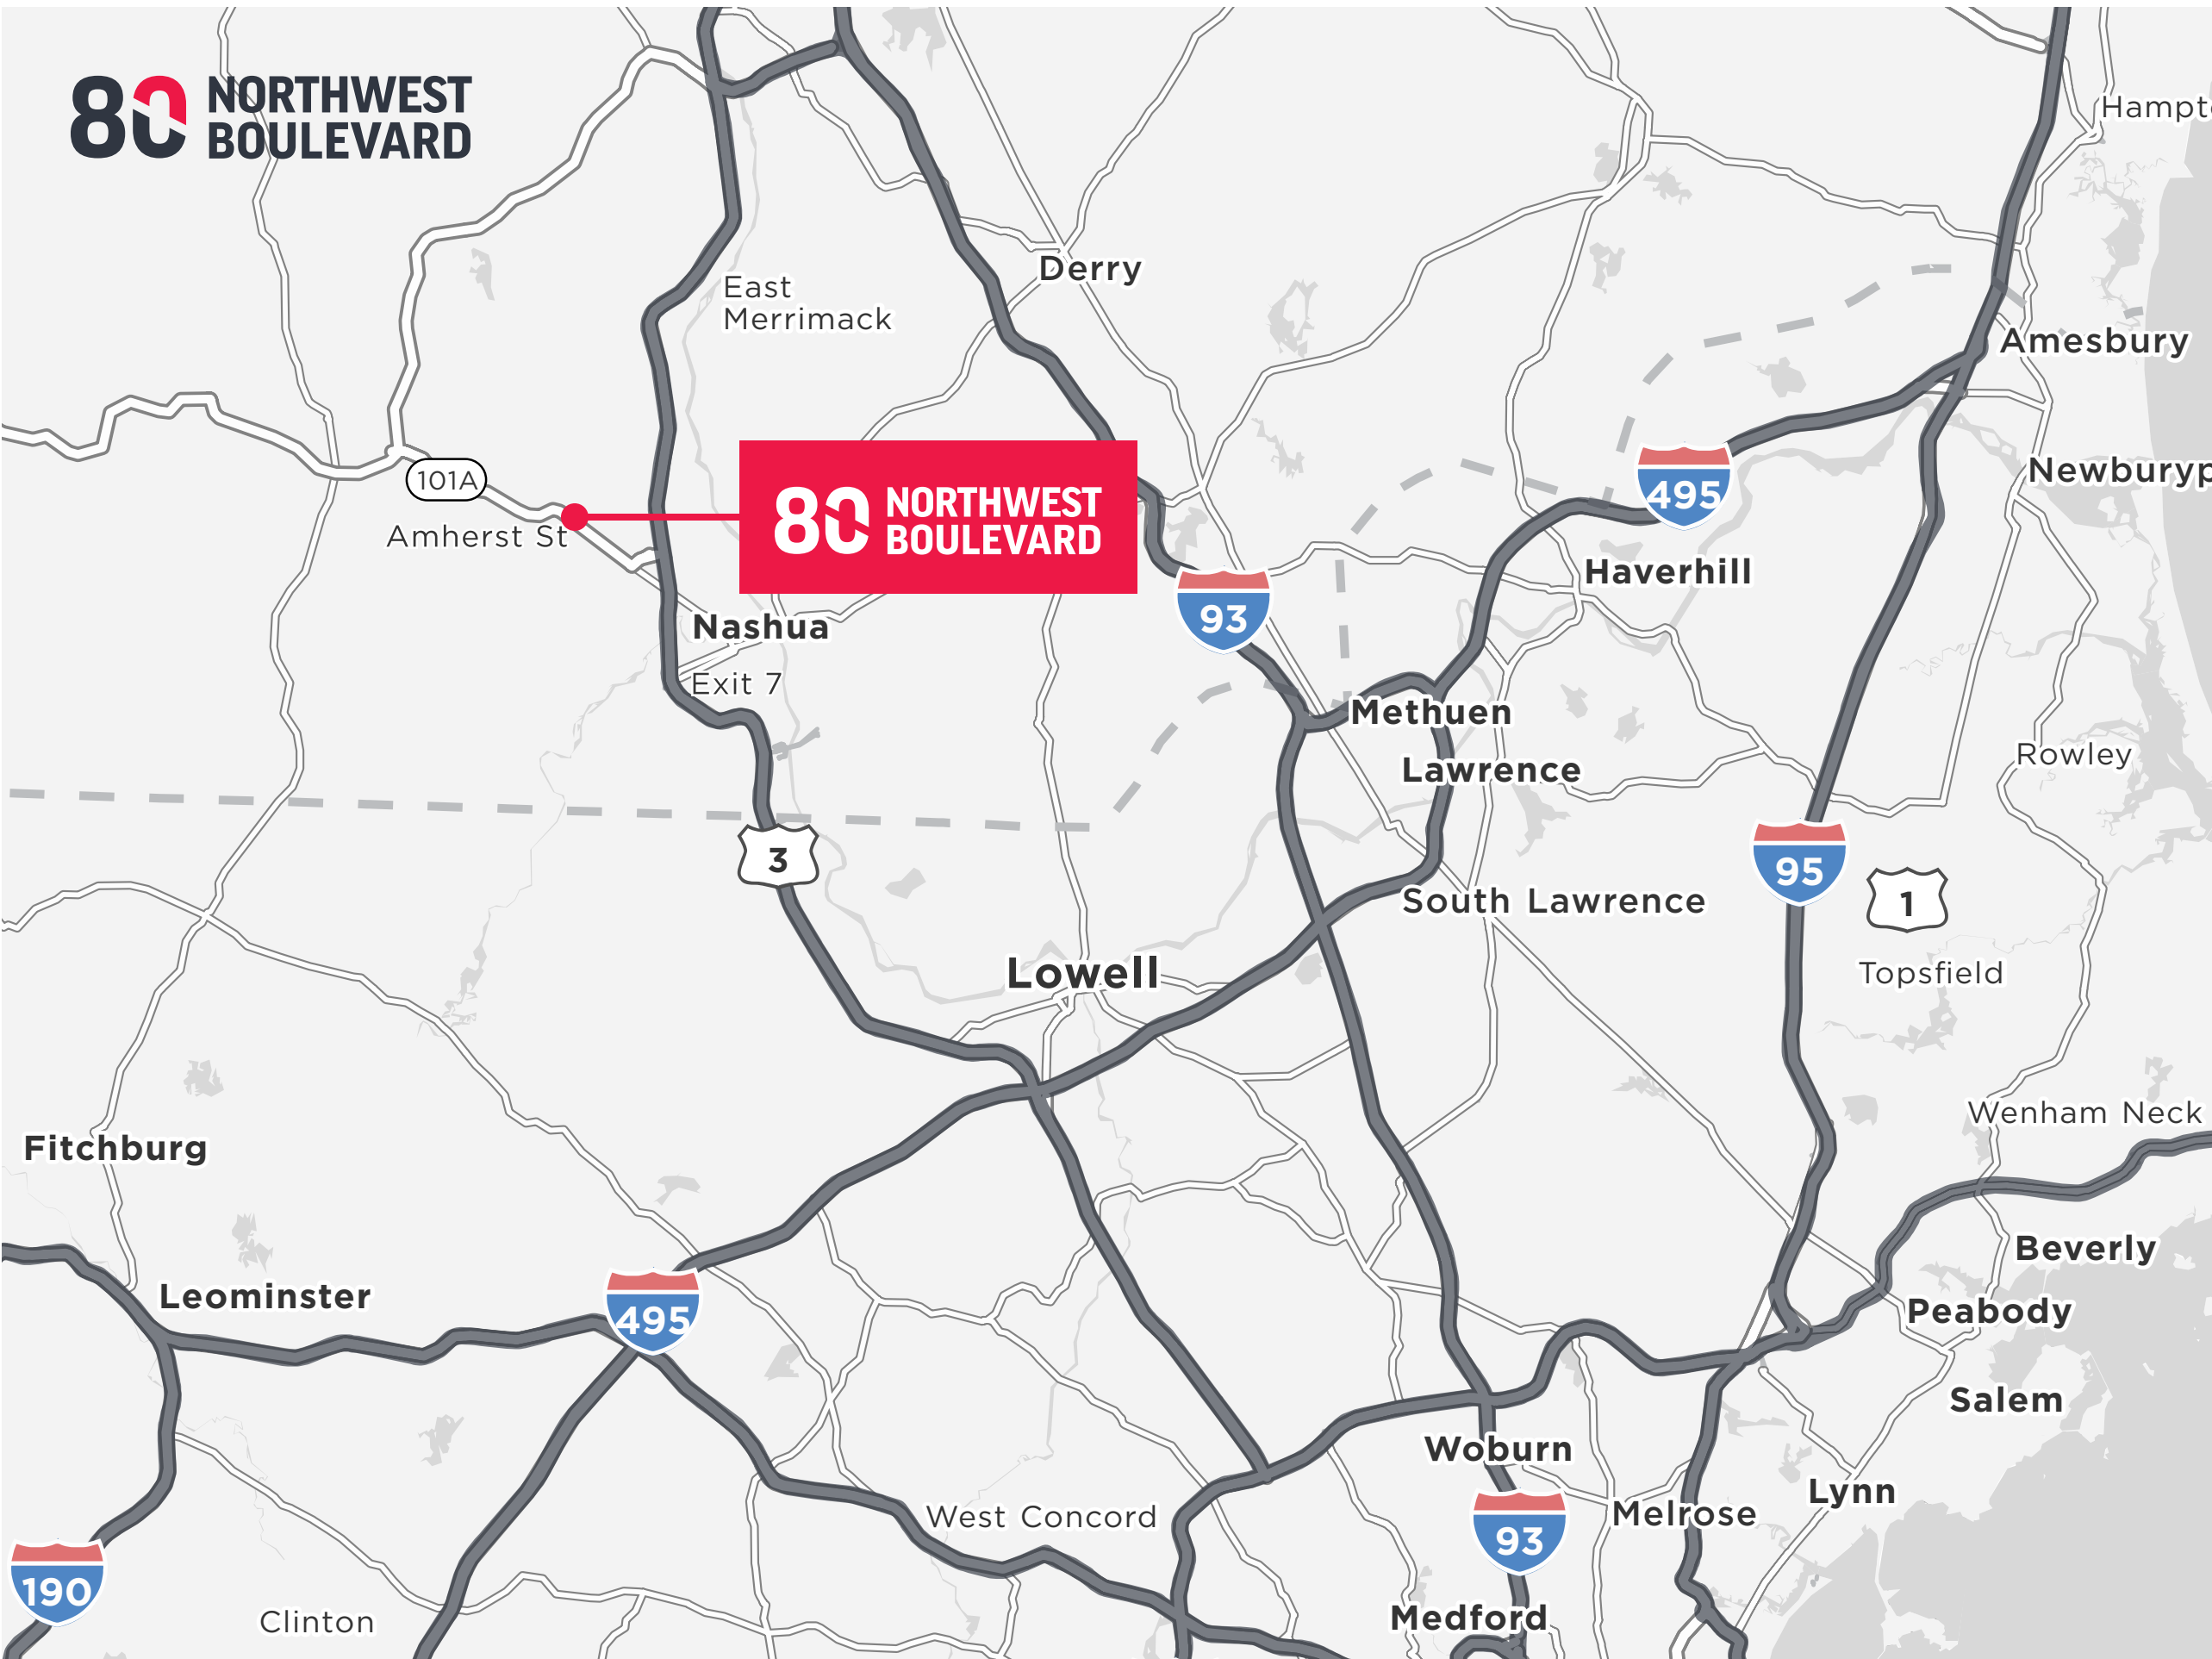 80 NORTHWEST
BOULEVARD
Hampt
Derry
East
Merrimack
Amesbury
101A
Newburyp
495
80 NORTHWEST
BOULEVARD
Amherst St
Haverhill
93
Nashua
Exit 7
Methuen
Rowley
Lawrence
3
95
1
South Lawrence
Lowell
Topsfield
Wenham Neck
Fitchburg
Beverly
Leominster
495
Peabody
Salem
Woburn
Lynn
West Concord
Melrose
93
190
Clinton
Medford